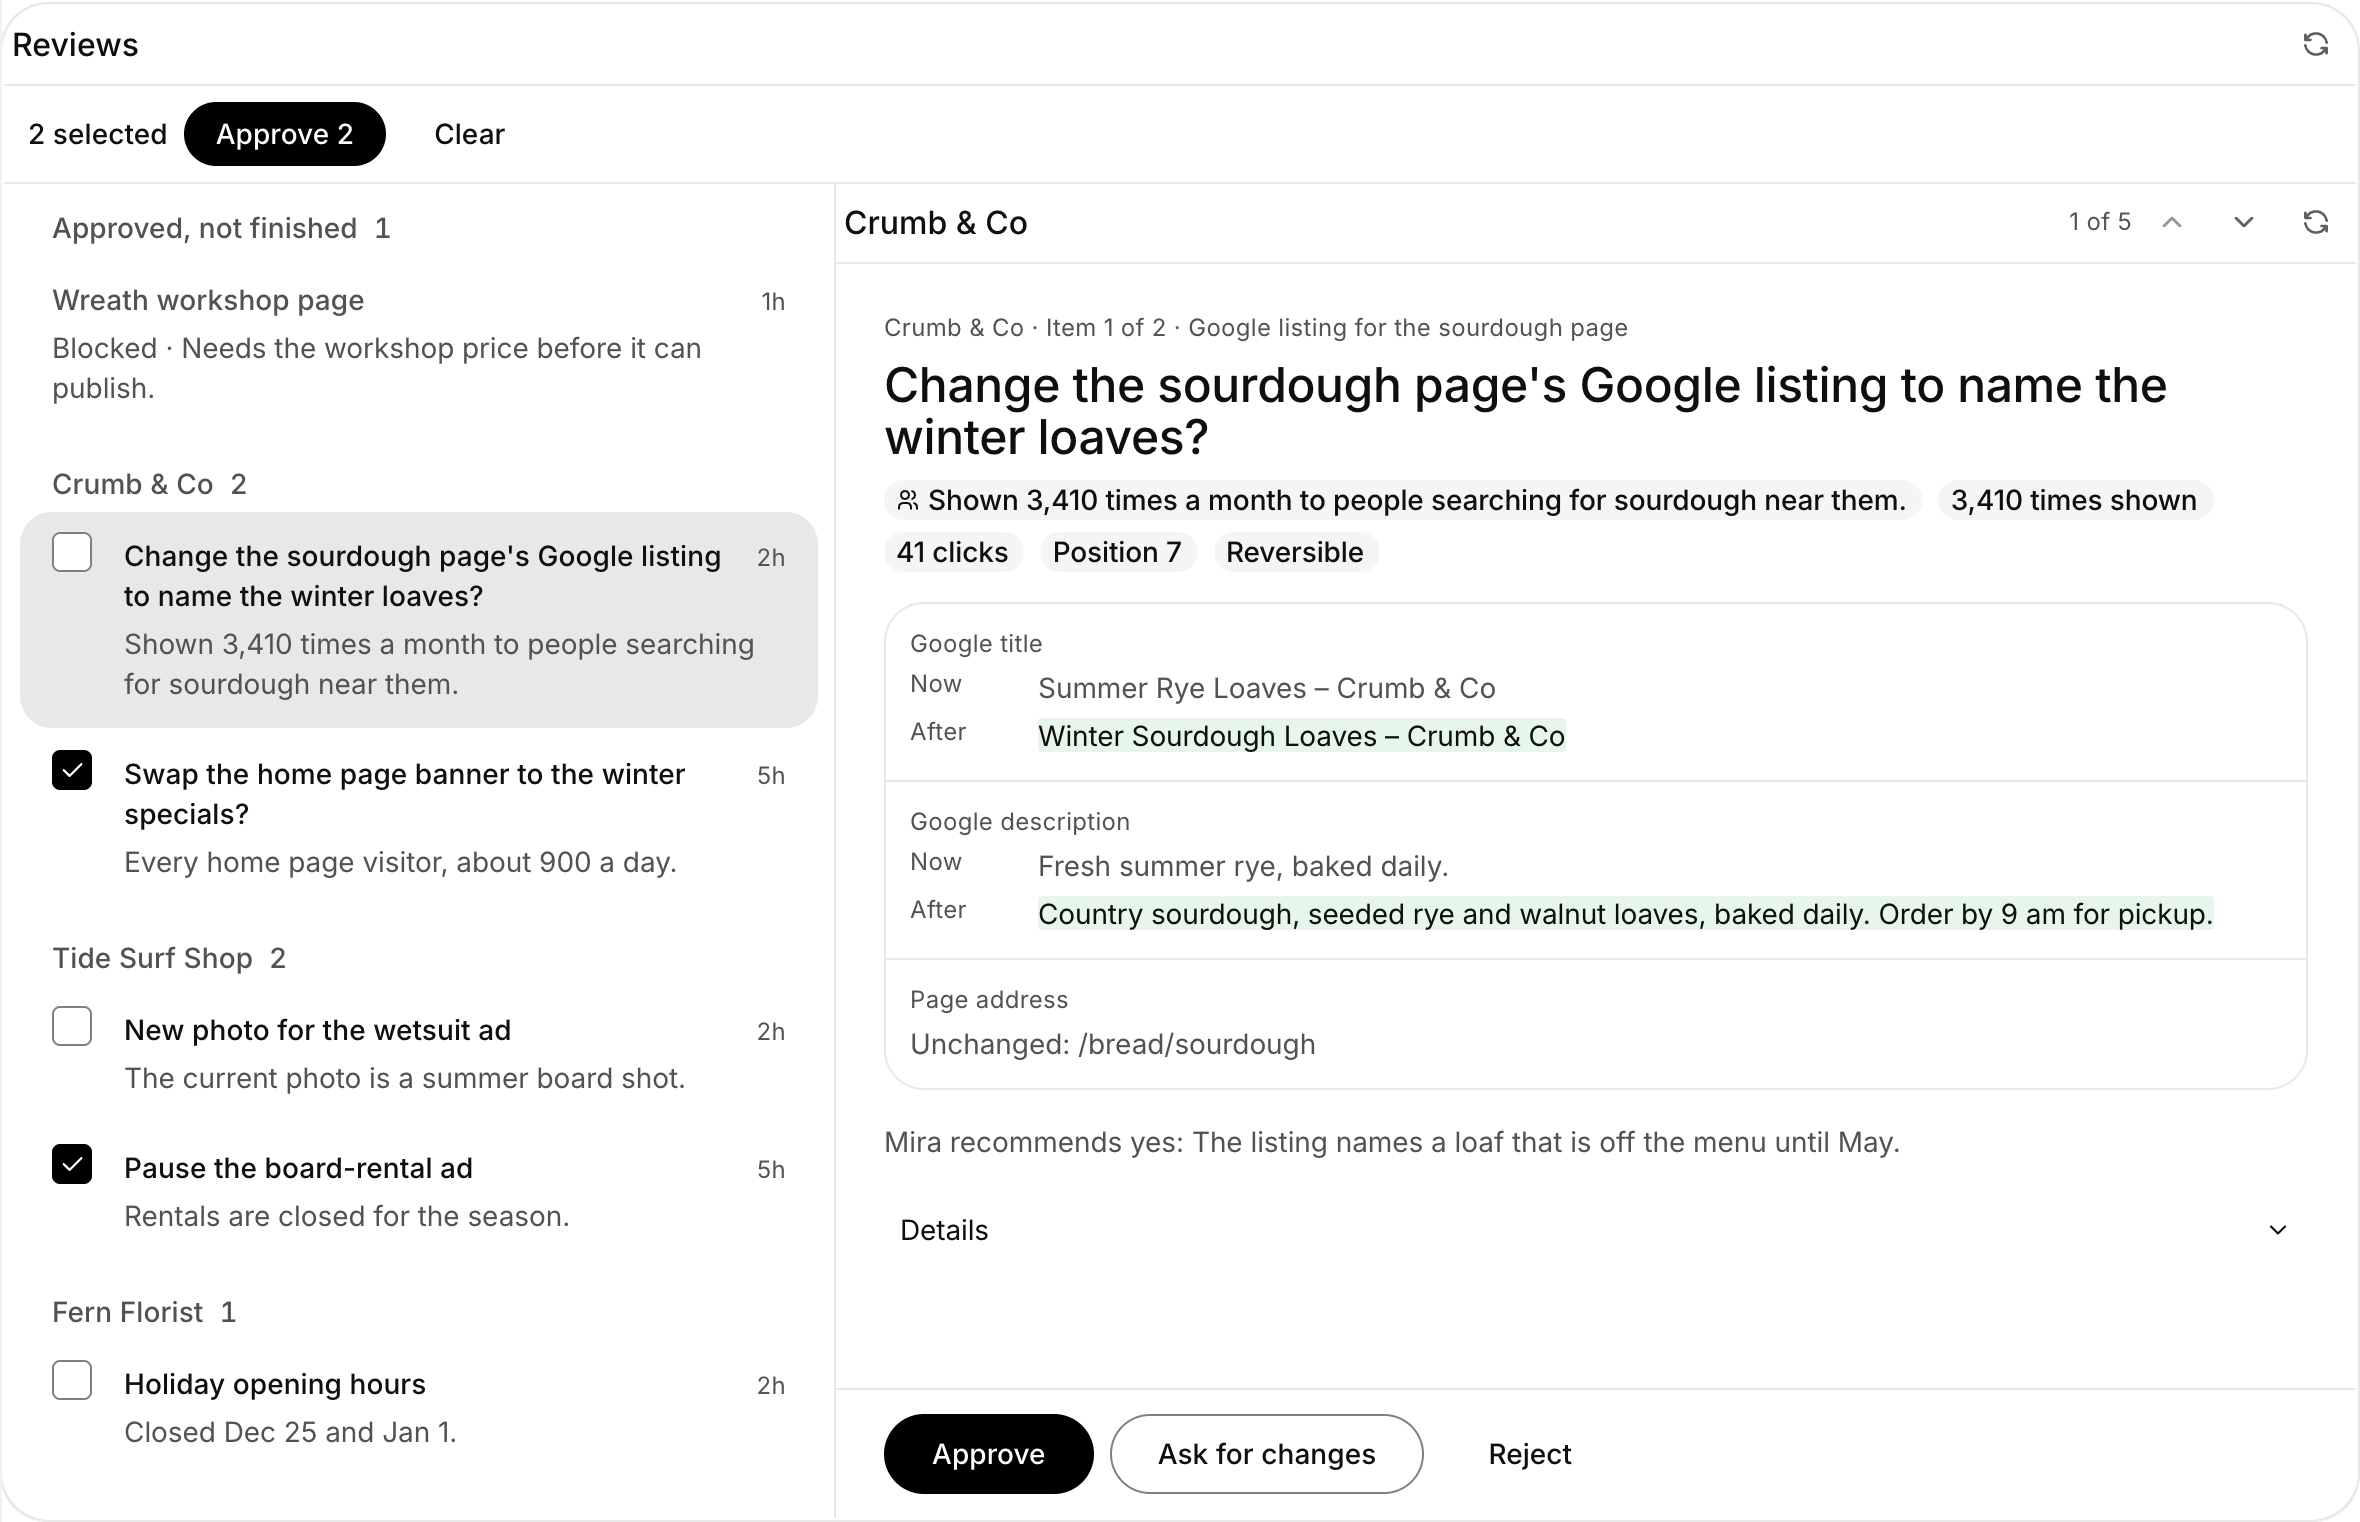 Reviews
2 selected
Approve 2
Clear
Approved, not finished 1
Wreath workshop page 1h
Blocked · Needs the workshop price before it can
publish.
Crumb & Co 2
Change the sourdough page's Google listing 2h
to name the winter loaves?
Shown 3,410 times a month to people searching
for sourdough near them.
Swap the home page banner to the winter 5h
specials?
Every home page visitor, about 900 a day.
Tide Surf Shop 2
New photo for the wetsuit ad 2h
The current photo is a summer board shot.
Pause the board-rental ad 5h
Rentals are closed for the season.
Fern Florist 1
Holiday opening hours 2h
Closed Dec 25 and Jan 1.
Crumb & Co 1 of 5
Crumb & Co · Item 1 of 2 · Google listing for the sourdough page
Change the sourdough page's Google listing to name the
winter loaves?
Shown 3,410 times a month to people searching for sourdough near them. 3,410 times shown
41 clicks Position 7 Reversible
Google title
Now Summer Rye Loaves – Crumb & Co
After Winter Sourdough Loaves – Crumb & Co
Google description
Now Fresh summer rye, baked daily.
After Country sourdough, seeded rye and walnut loaves, baked daily. Order by 9 am for pickup.
Page address
Unchanged: /bread/sourdough
Mira recommends yes: The listing names a loaf that is off the menu until May.
Details
Approve Ask for changes Reject